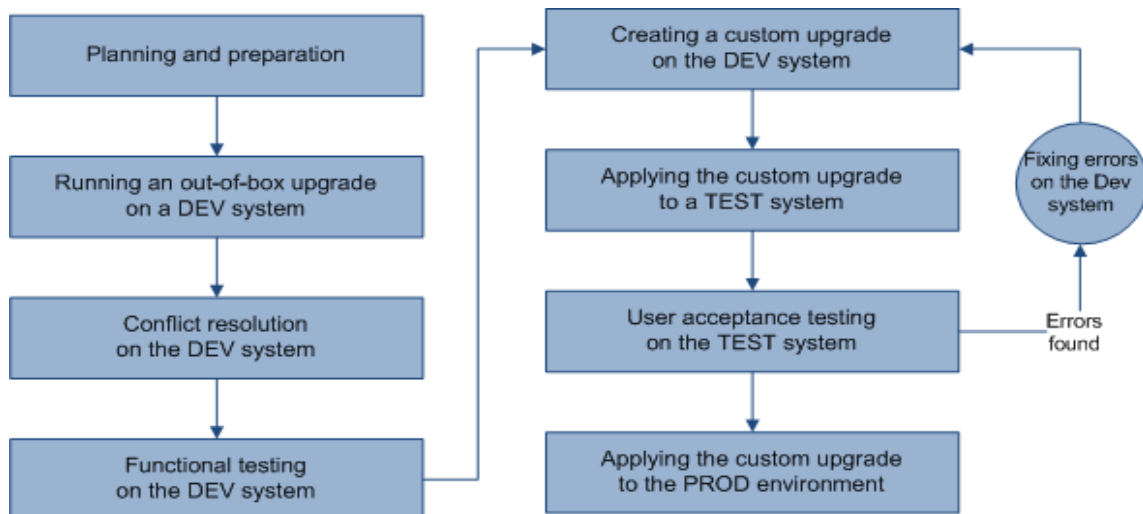 Planning and preparation
Running an out-of-box upgrade
on a DEV system
Conflict resolution
on the DEV system
Functional testing
on the DEV system
Creating a custom upgrade
on the DEV system
Applying the custom upgrade
to a TEST system
User acceptance testing
on the TEST system
Errors
found
Fixing errors
on the Dev
system
Applying the custom upgrade
to the PROD environment